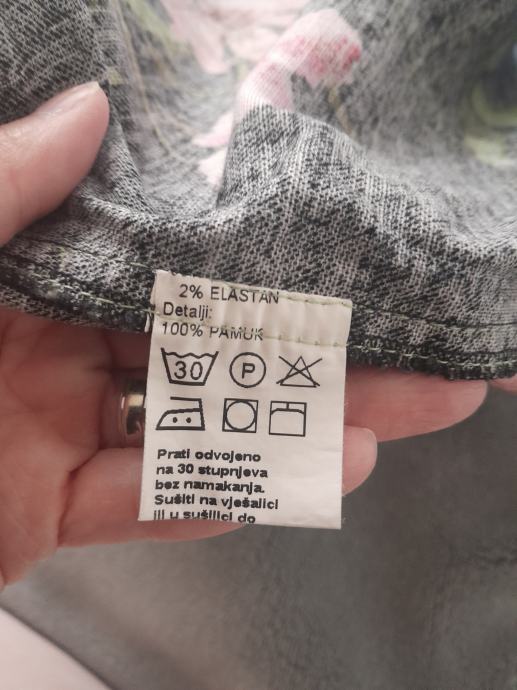 2% ELASTAN
Detalji:
100% PAMUK
30 P
Prati odvojeno
na 30 stupnjeva
bez namakanja.
Sušiti na vješalici
ili u sušilici do